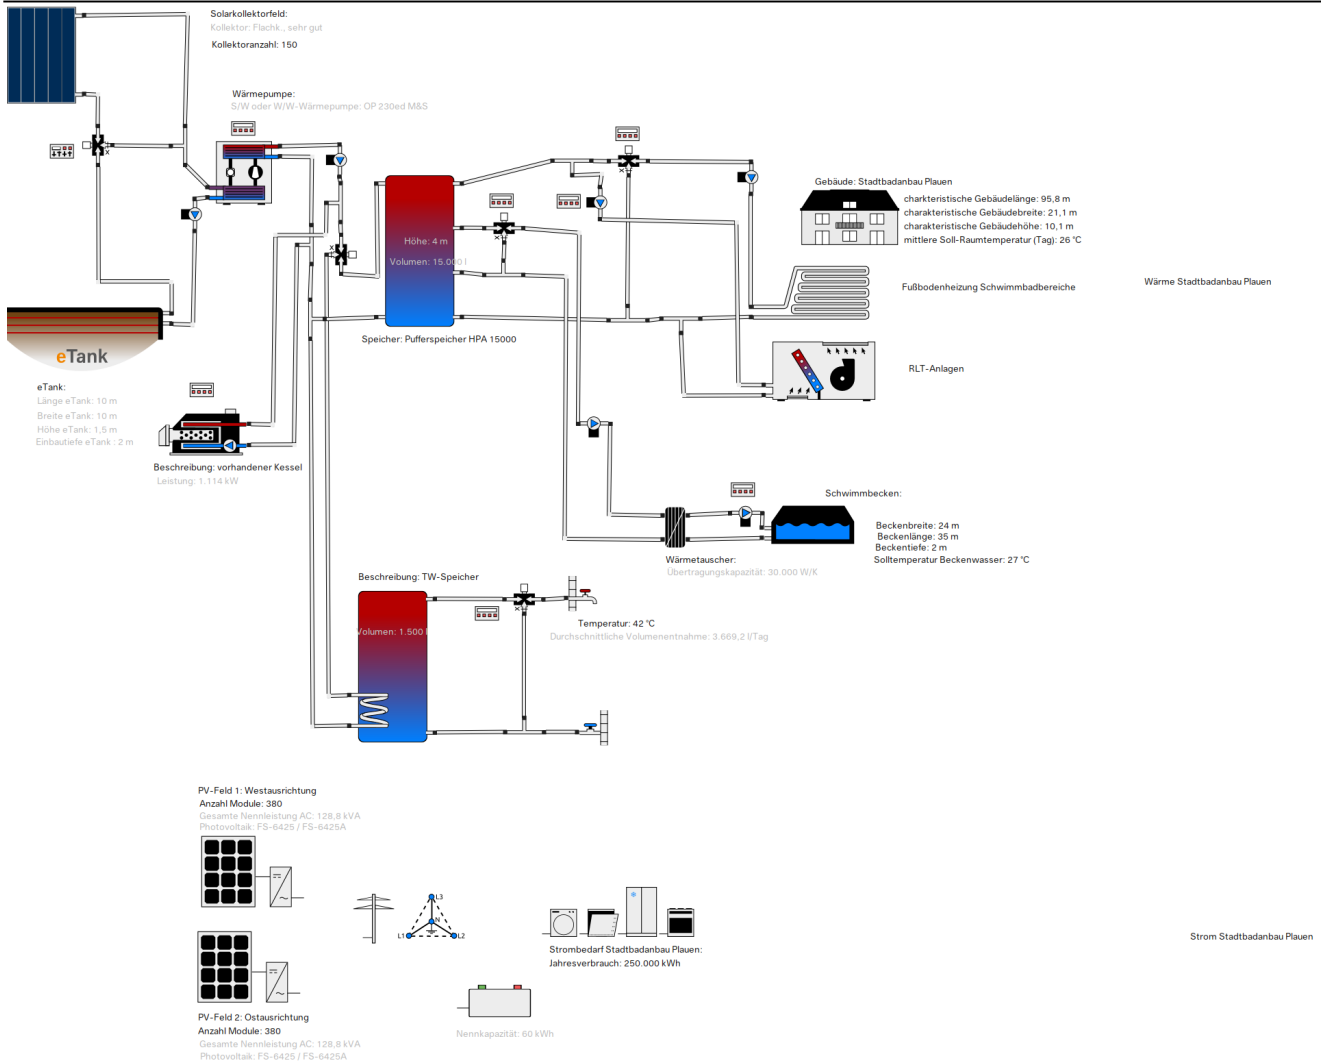 Solarkollektorfeld:
Kollektor: Flachk., sehr gut
Kollektoranzahl: 150
Wärmepumpe:
S/W oder W/W-Wärmepumpe: OP 230ed M&S
Gebäude: Stadtbadanbau Plauen
charkteristische Gebäudelänge: 95,8 m
charakteristische Gebäudebreite: 21,1 m
charakteristische Gebäudehöhe: 10,1 m
mittlere Soll-Raumtemperatur (Tag): 26 °C
Höhe: 4 m
Volumen: 15.000 l
Fußbodenheizung Schwimmbadbereiche
Wärme Stadtbadanbau Plauen
Speicher: Pufferspeicher HPA 15000
eTank
RLT-Anlagen
eTank:
Länge eTank: 10 m
Breite eTank: 10 m
Höhe eTank: 1,5 m
Einbautiefe eTank : 2 m
Beschreibung: vorhandener Kessel
Leistung: 1.114 kW
Schwimmbecken:
Beckenbreite: 24 m
Beckenlänge: 35 m
Beckentiefe: 2 m
Solltemperatur Beckenwasser: 27 °C
Wärmetauscher:
Übertragungskapazität: 30.000 W/K
Beschreibung: TW-Speicher
Volumen: 1.500 l
Temperatur: 42 °C
Durchschnittliche Volumenentnahme: 3.669,2 l/Tag
PV-Feld 1: Westausrichtung
Anzahl Module: 380
Gesamte Nennleistung AC: 128,8 kVA
Photovoltaik: FS-6425 / FS-6425A
L3
N
L1
L2
Strombedarf Stadtbadanbau Plauen:
Jahresverbrauch: 250.000 kWh
Strom Stadtbadanbau Plauen
PV-Feld 2: Ostausrichtung
Anzahl Module: 380
Gesamte Nennleistung AC: 128,8 kVA
Photovoltaik: FS-6425 / FS-6425A
Nennkapazität: 60 kWh